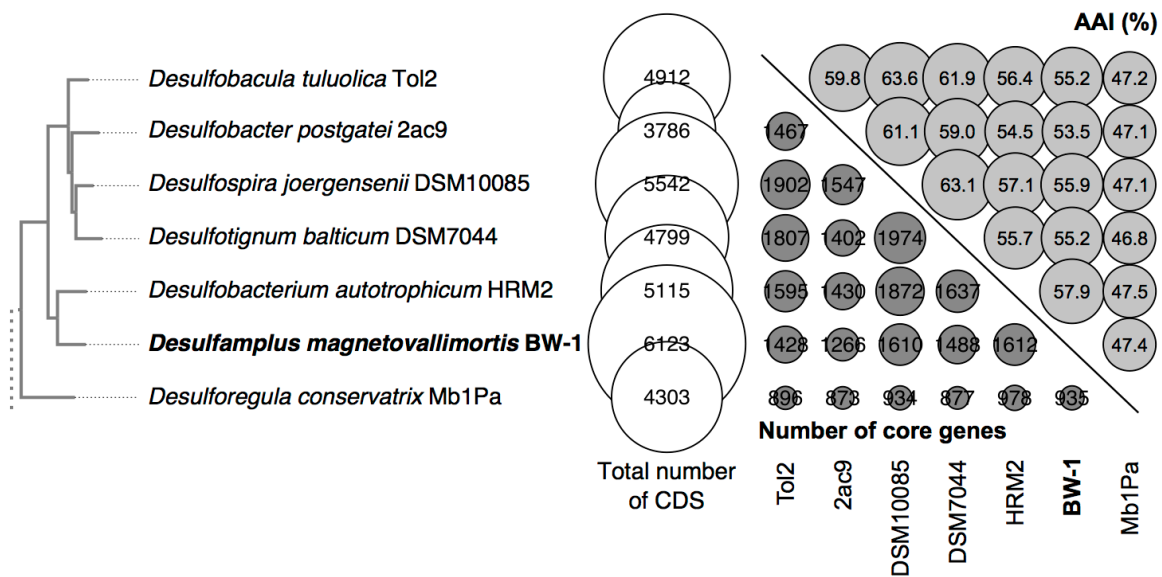 AAI (%)
Desulfobacula tuluolica Tol2 4912 59.8 63.6 61.9 56.4 55.2 47.2
Desulfobacter postgatei 2ac9 3786 1467 61.1 59.0 54.5 53.5 47.1
Desulfospira joergensenii DSM10085 5542 1902 1547 63.1 57.1 55.9 47.1
Desulfotignum balticum DSM7044 4799 1807 1402 1974 55.7 55.2 46.8
Desulfobacterium autotrophicum HRM2 5115 1595 1430 1872 1637 57.9 47.5
Desulfamplus magnetovallimortis BW-1 6123 1428 1266 1610 1488 1612 47.4
Desulforegula conservatrix Mb1Pa 4303 896 873 934 877 978 935
Number of core genes
Total number
of CDS
Tol2
2ac9
DSM10085
DSM7044
HRM2
BW-1
Mb1Pa